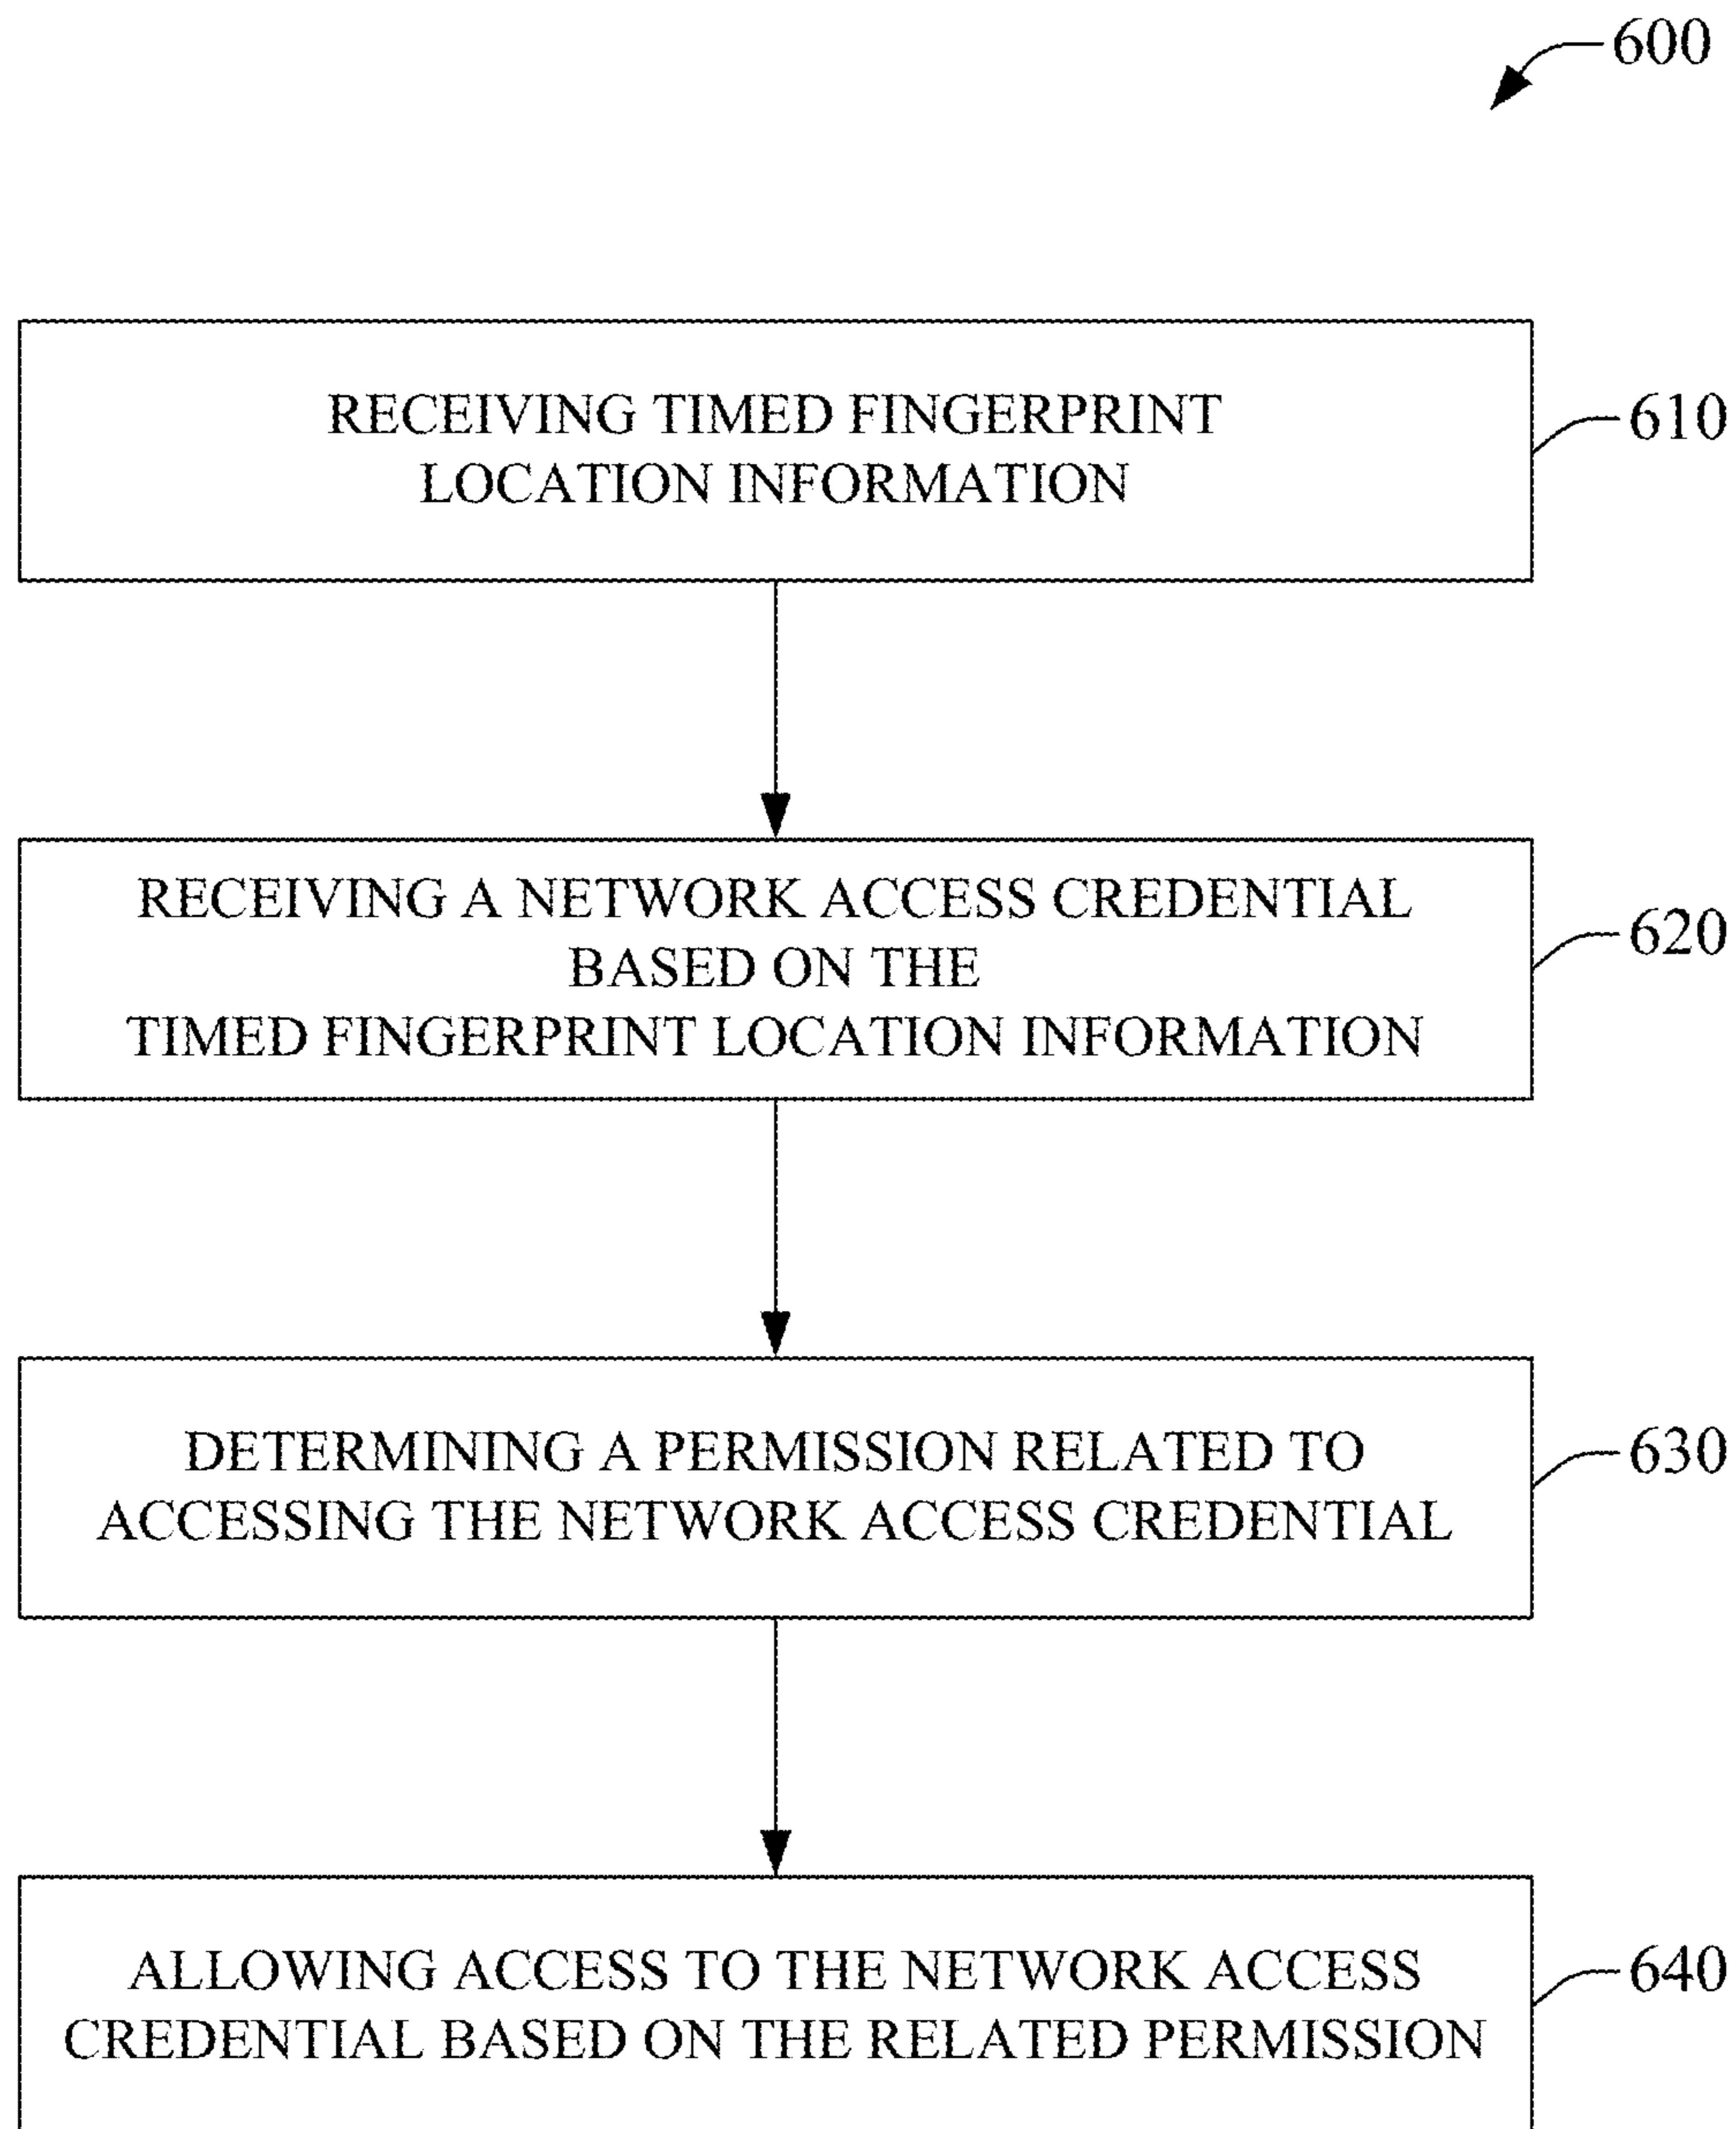 600
RECEIVING TIMED FINGERPRINT
LOCATION INFORMATION
610
RECEIVING A NETWORK ACCESS CREDENTIAL
BASED ON THE
TIMED FINGERPRINT LOCATION INFORMATION
620
DETERMINING A PERMISSION RELATED TO
ACCESSING THE NETWORK ACCESS CREDENTIAL
630
ALLOWING ACCESS TO THE NETWORK ACCESS
CREDENTIAL BASED ON THE RELATED PERMISSION
640